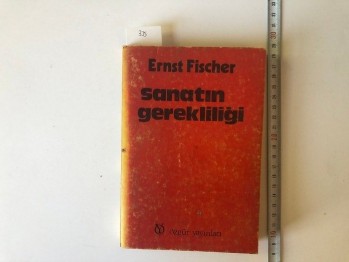 Ernst Fischer
sanatın
gerekliliği